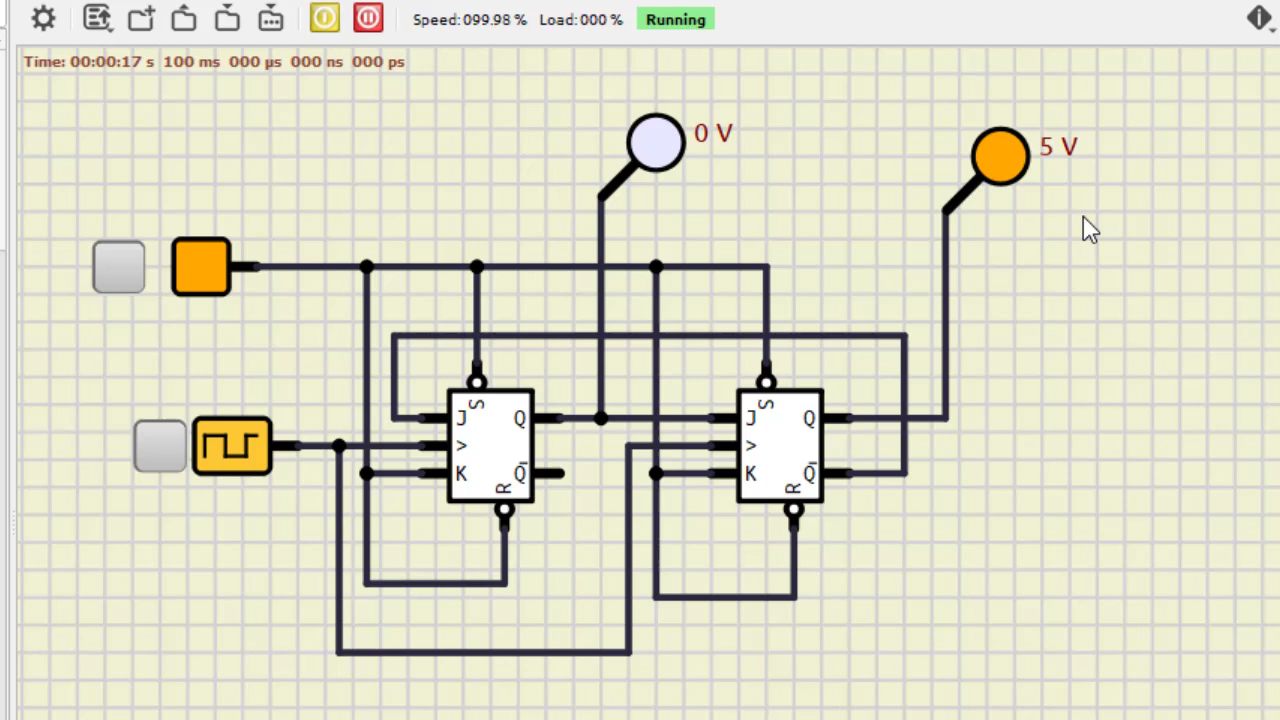 Speed: 099.98 % Load: 000 % Running
Time: 00:00:17 s 100 ms 000 µs 000 ns 000 ps
0 V
5 V
S
J Q
>
K Q̅
R
S
J Q
>
K Q̅
R